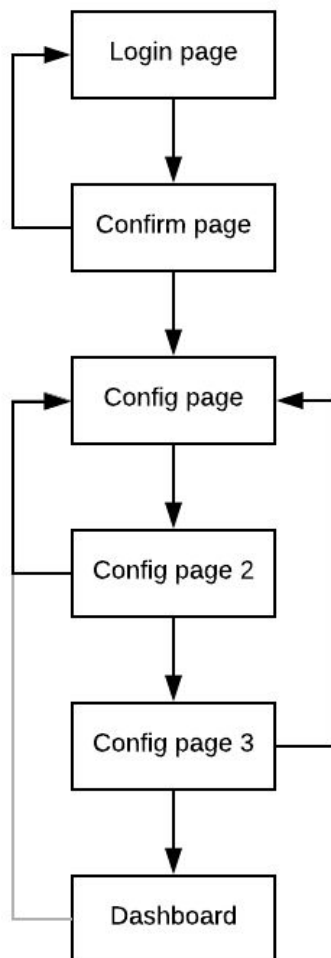 Login page
Confirm page
Config page
Config page 2
Config page 3
Dashboard